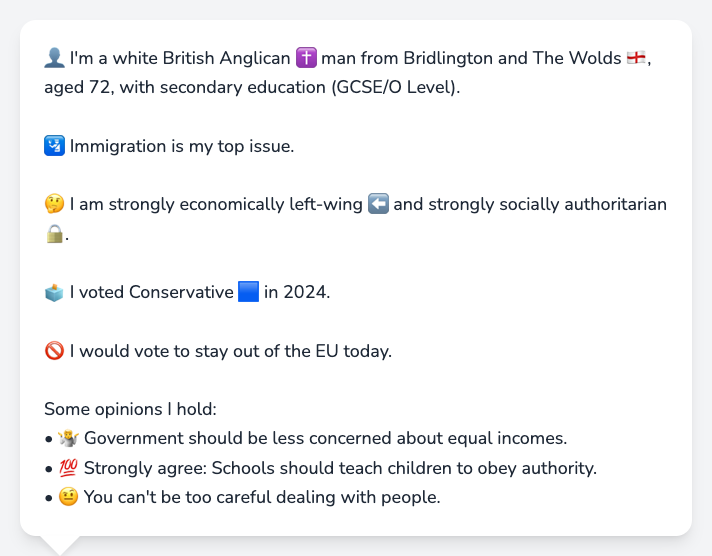 👤 I'm a white British Anglican ✝️ man from Bridlington and The Wolds 🏴󠁧󠁢󠁥󠁮󠁧󠁿,
aged 72, with secondary education (GCSE/O Level).
🛂 Immigration is my top issue.
🤔 I am strongly economically left-wing ⬅️ and strongly socially authoritarian
🔒.
🗳️ I voted Conservative 🟦 in 2024.
🚫 I would vote to stay out of the EU today.
Some opinions I hold:
• 🤷 Government should be less concerned about equal incomes.
• 💯 Strongly agree: Schools should teach children to obey authority.
• 🤨 You can't be too careful dealing with people.